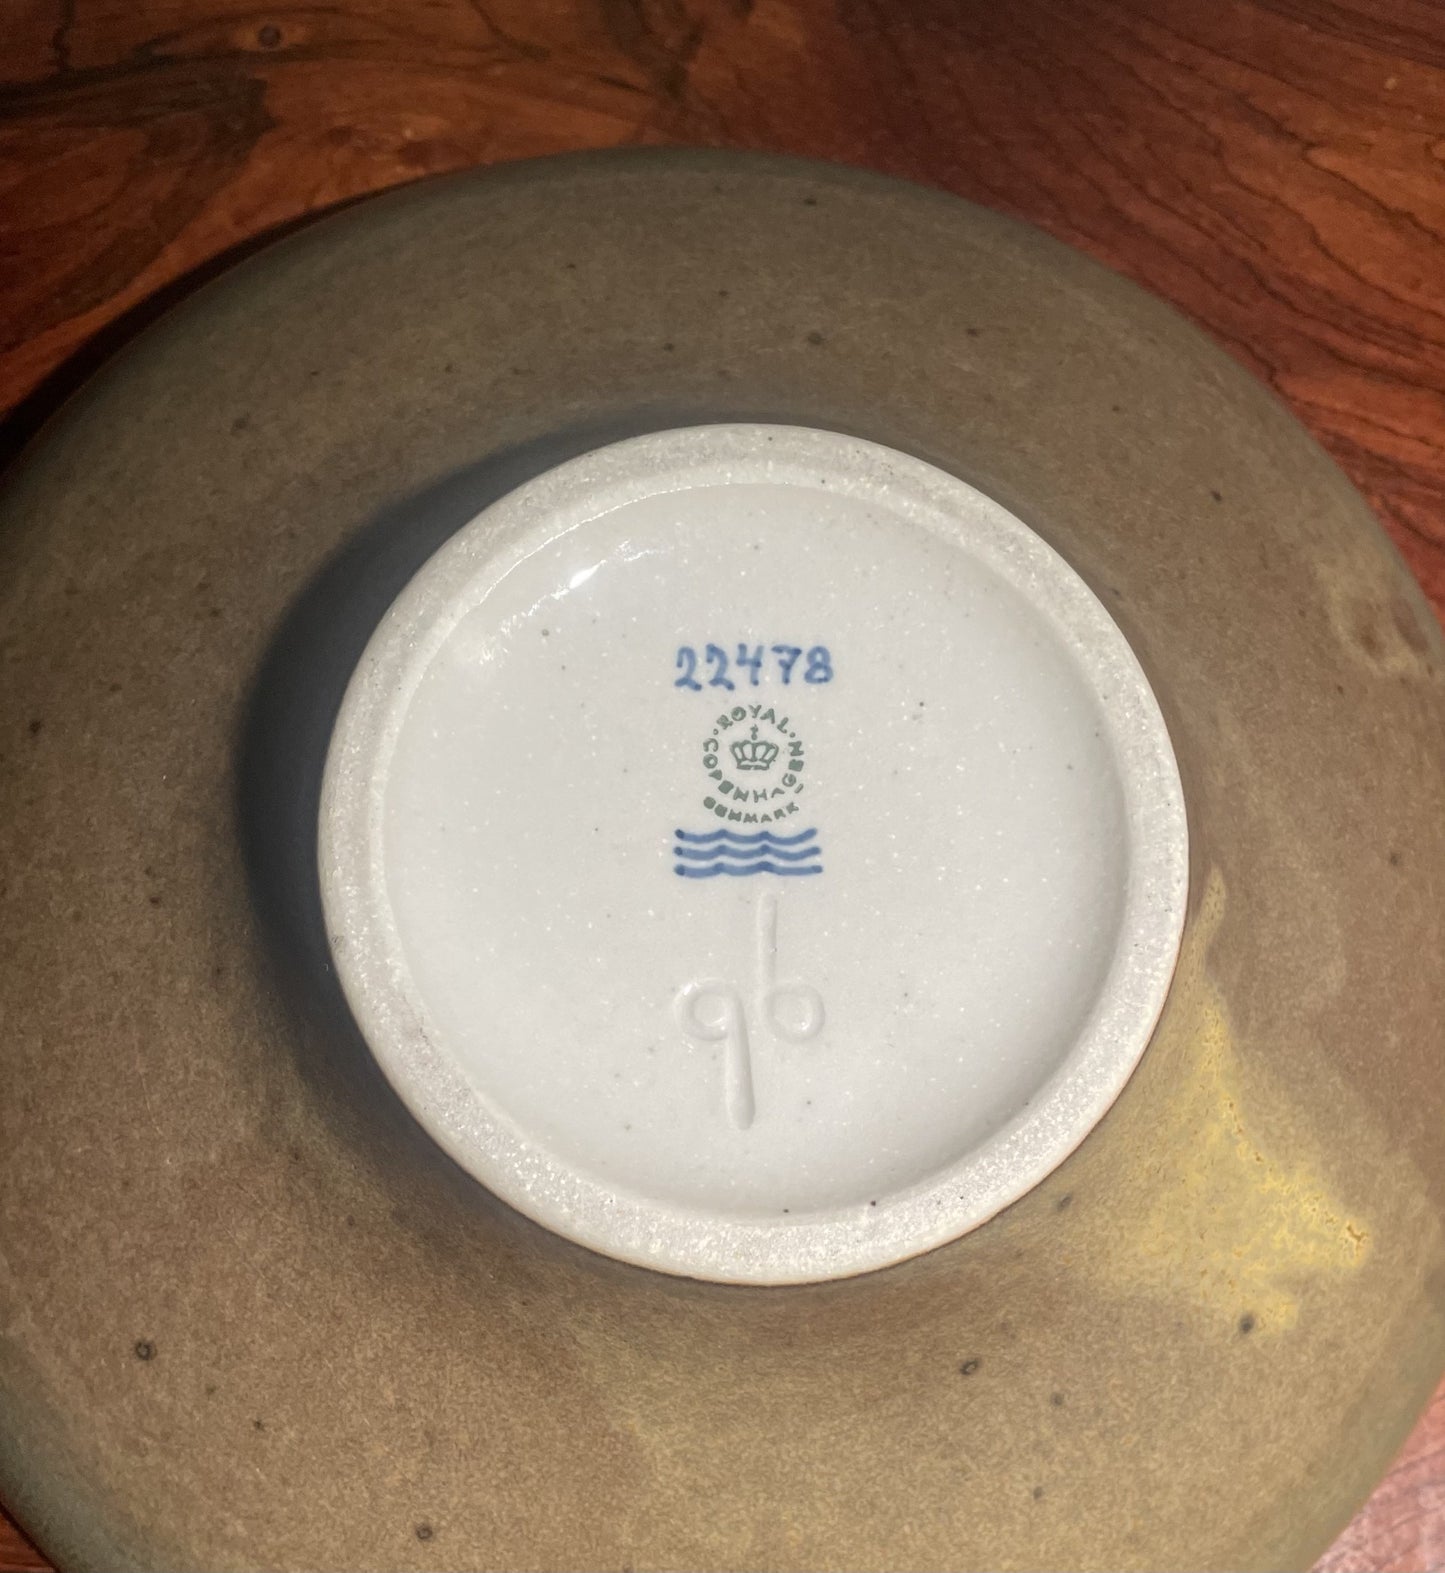 22478
ROYAL
COPENHAGEN
DENMARK
qb